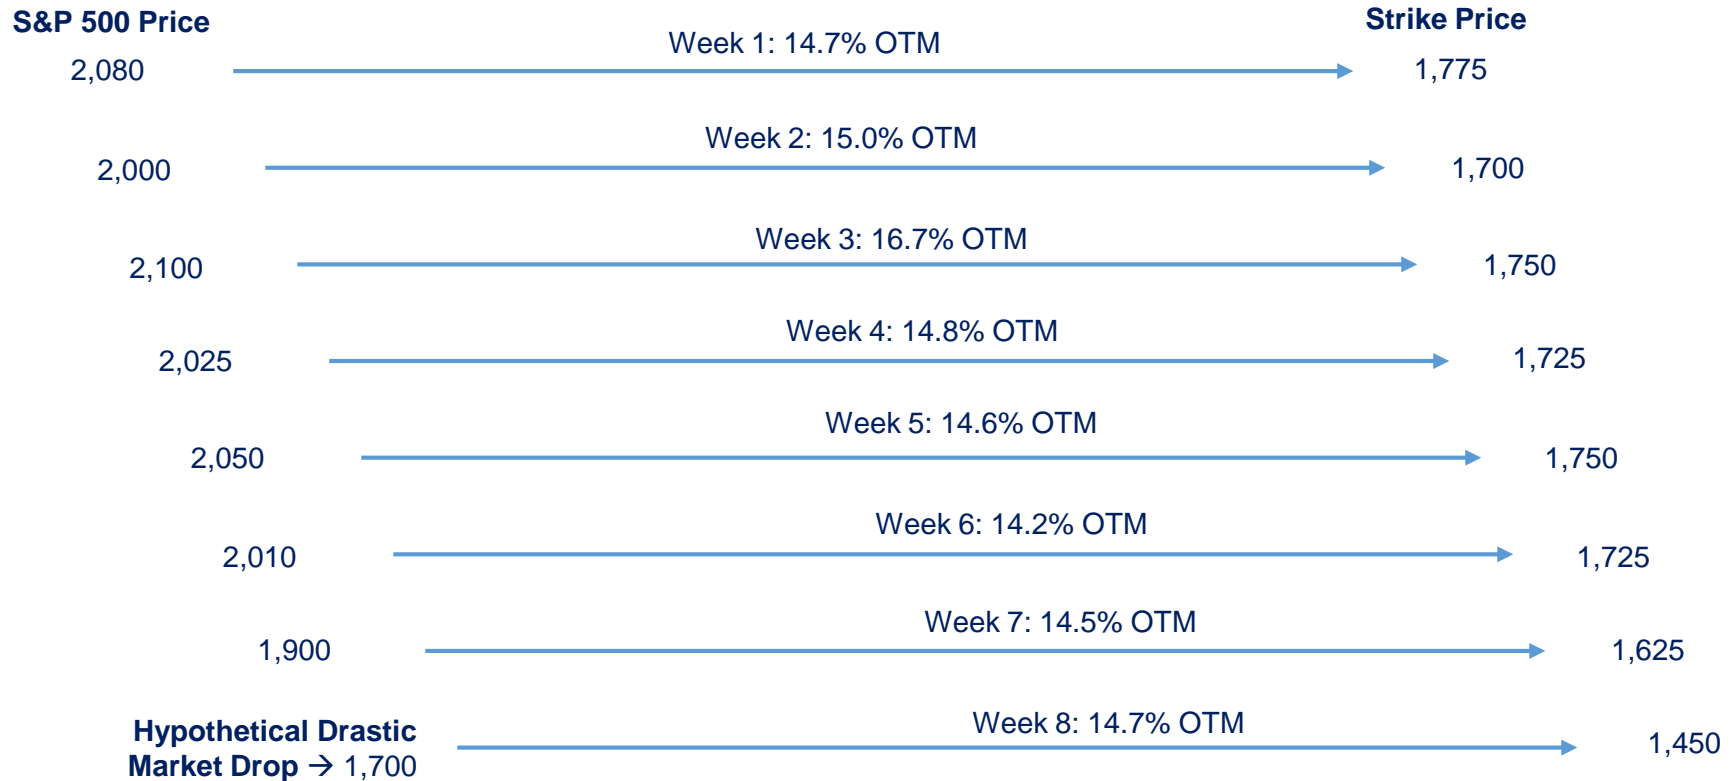 S&P 500 Price
Strike Price
Week 1: 14.7% OTM
2,080
1,775
Week 2: 15.0% OTM
2,000
1,700
Week 3: 16.7% OTM
2,100
1,750
Week 4: 14.8% OTM
2,025
1,725
Week 5: 14.6% OTM
2,050
1,750
Week 6: 14.2% OTM
2,010
1,725
Week 7: 14.5% OTM
1,900
1,625
Week 8: 14.7% OTM
Hypothetical Drastic
Market Drop → 1,700
1,450